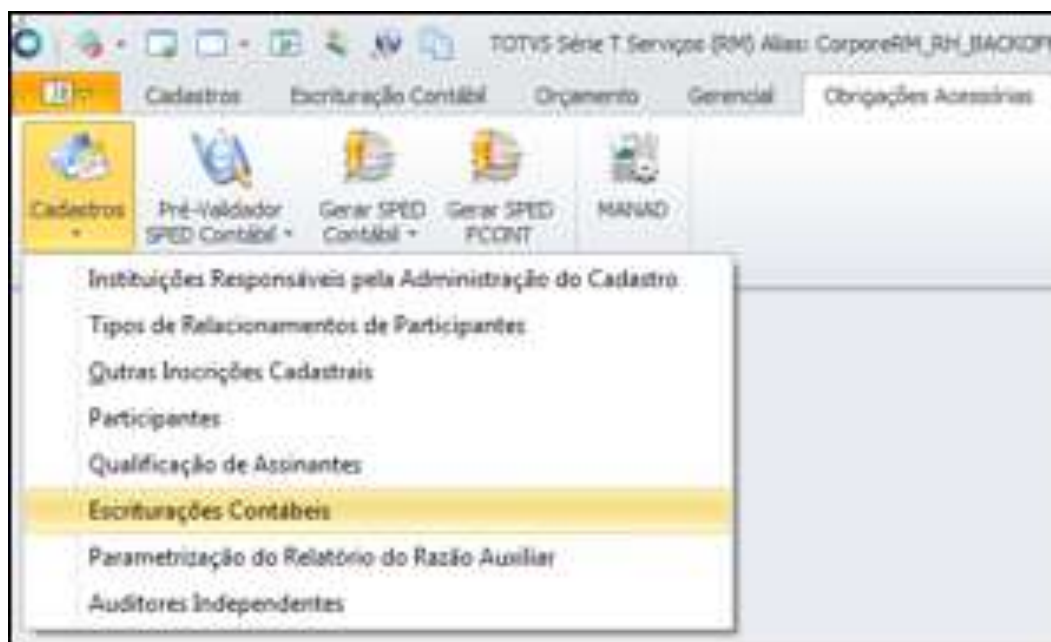 TOTVS Série T Serviços (RM) Alias: CorporeRM_RH_BACKOF
Cadastros Escrituração Contábil Orçamento Gerencial Obrigações Acessórias
Cadastros Pré-Validador Gerar SPED Gerar SPED MANAD
SPED Contábil Contábil FCONT
Instituições Responsáveis pela Administração do Cadastro
Tipos de Relacionamentos de Participantes
Outras Inscrições Cadastrais
Participantes
Qualificação de Assinantes
Escriturações Contábeis
Parametrização do Relatório do Razão Auxiliar
Auditores Independentes